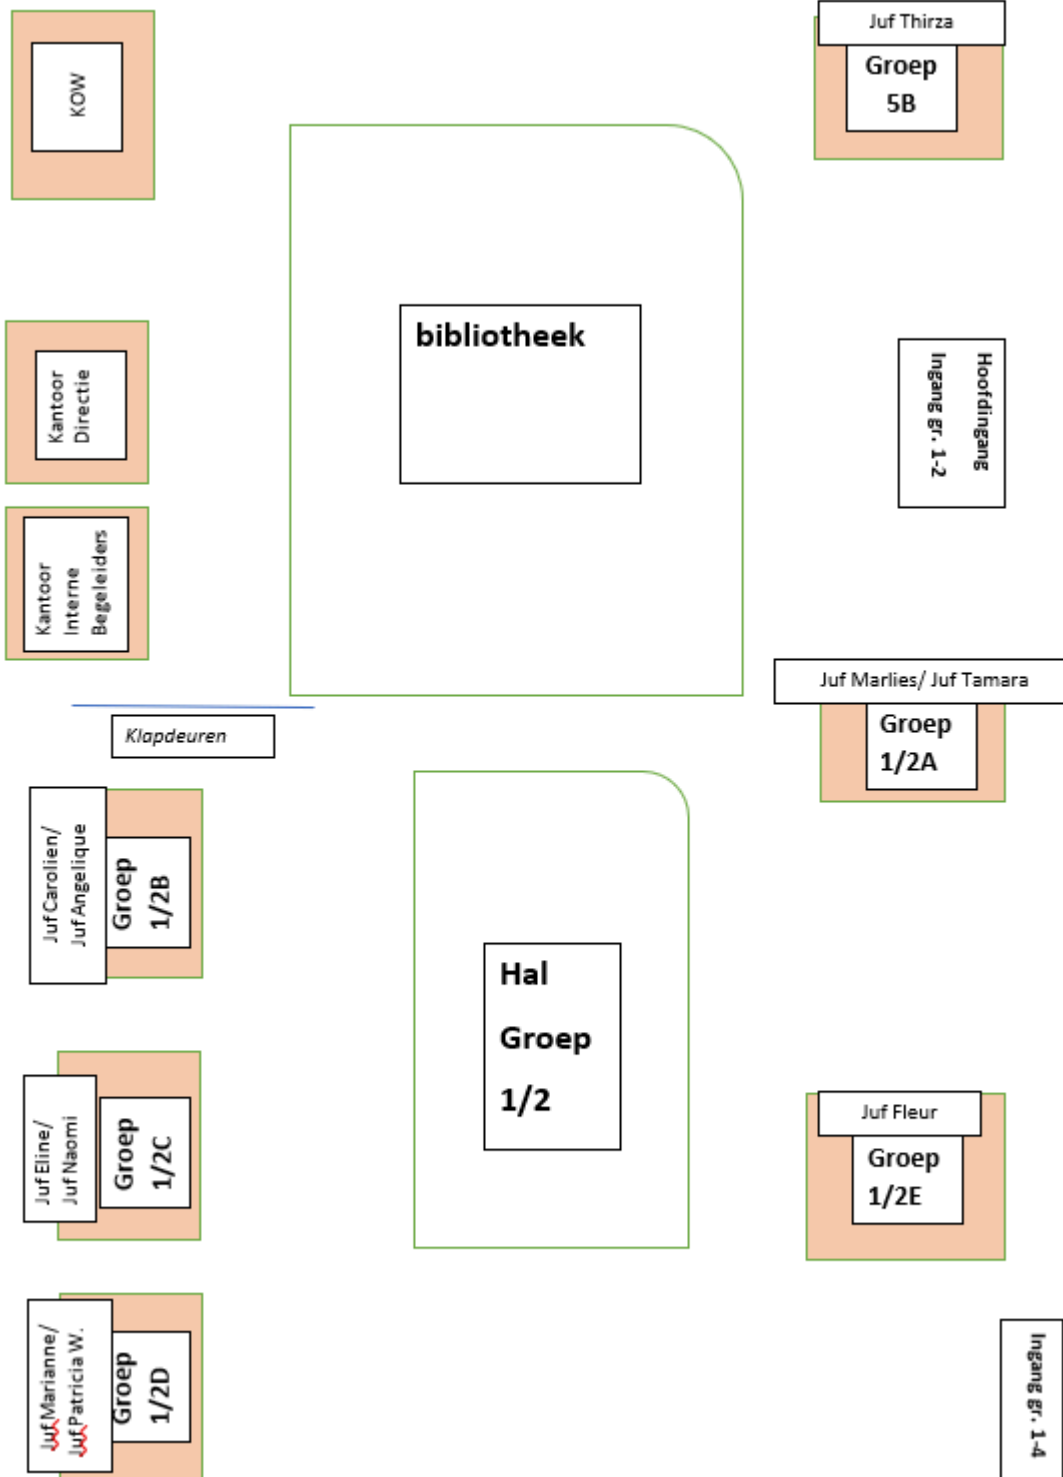 Juf Thirza
Groep
5B
KOW
bibliotheek
Hoofdingang
Ingang gr. 1-2
Kantoor
Directie
Kantoor
Interne
Begeleiders
Juf Marlies/ Juf Tamara
Groep
1/2A
Klapdeuren
Juf Carolien/
Juf Angelique
Groep
1/2B
Hal
Groep
1/2
Juf Eline/
Juf Naomi
Groep
1/2C
Juf Fleur
Groep
1/2E
Juf Marianne/
Juf Patricia W.
Groep
1/2D
Ingang gr. 1-4